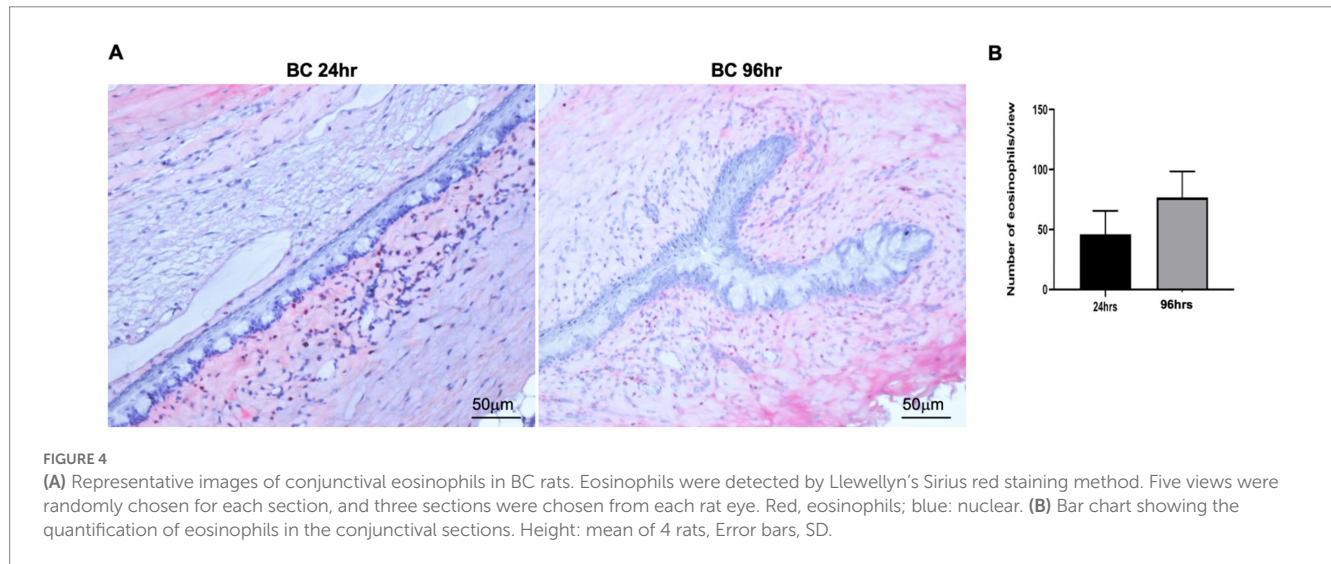 A
BC 24hr
BC 96hr
B
50μm
50μm
Number of eosinophils/view
150
100
50
0
24hrs
96hrs
FIGURE 4
(A) Representative images of conjunctival eosinophils in BC rats. Eosinophils were detected by Llewellyn's Sirius red staining method. Five views were
randomly chosen for each section, and three sections were chosen from each rat eye. Red, eosinophils; blue: nuclear. (B) Bar chart showing the
quantification of eosinophils in the conjunctival sections. Height: mean of 4 rats, Error bars, SD.